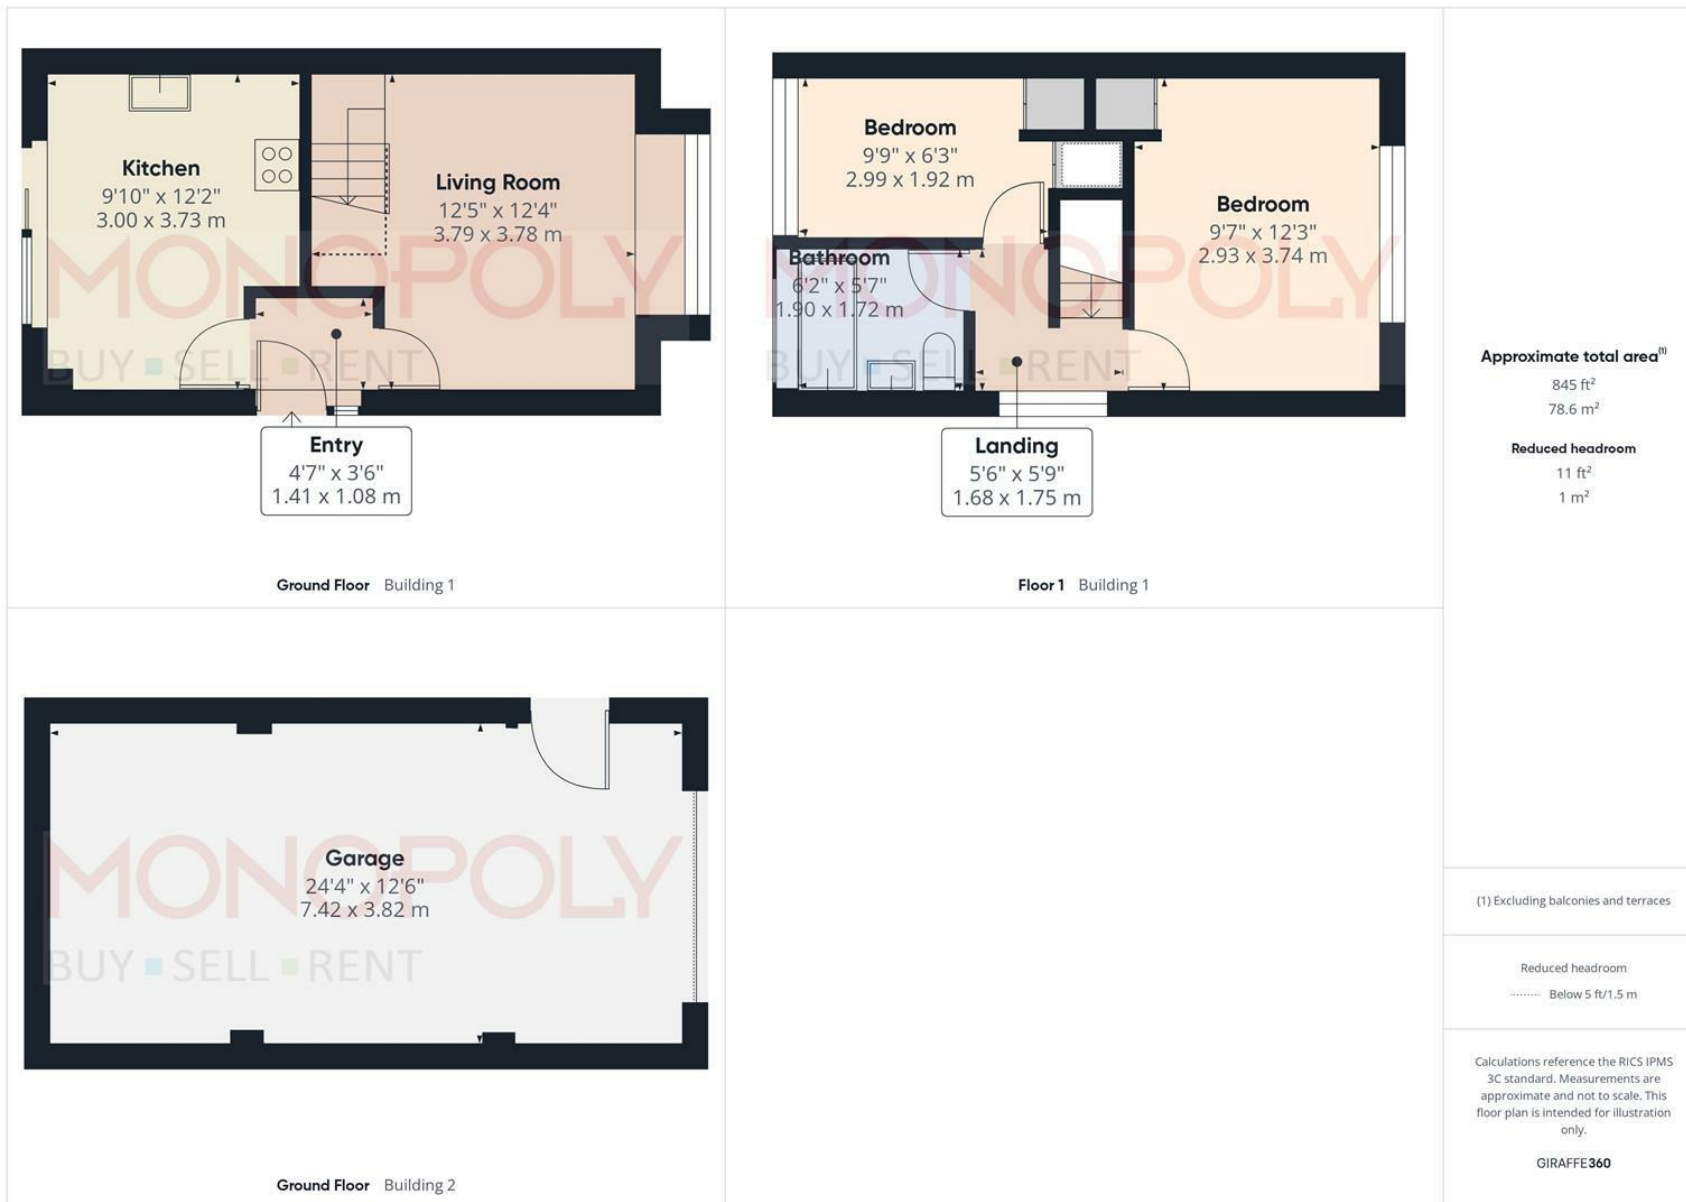 Kitchen
9'10" x 12'2"
3.00 x 3.73 m
Living Room
12'5" x 12'4"
3.79 x 3.78 m
MONOPOLY
BUY SELL RENT
Entry
4'7" x 3'6"
1.41 x 1.08 m
Ground Floor Building 1
Bedroom
9'9" x 6'3"
2.99 x 1.92 m
Bedroom
9'7" x 12'3"
2.93 x 3.74 m
Bathroom
6'2" x 5'7"
1.90 x 1.72 m
MONOPOLY
BUY SELL RENT
Landing
5'6" x 5'9"
1.68 x 1.75 m
Floor 1 Building 1
Garage
24'4" x 12'6"
7.42 x 3.82 m
MONOPOLY
BUY SELL RENT
Ground Floor Building 2
Approximate total area(1)
845 ft²
78.6 m²
Reduced headroom
11 ft²
1 m²
(1) Excluding balconies and terraces
Reduced headroom
Below 5 ft/1.5 m
Calculations reference the RICS IPMS
3C standard. Measurements are
approximate and not to scale. This
floor plan is intended for illustration
only.
GIRAFFE360